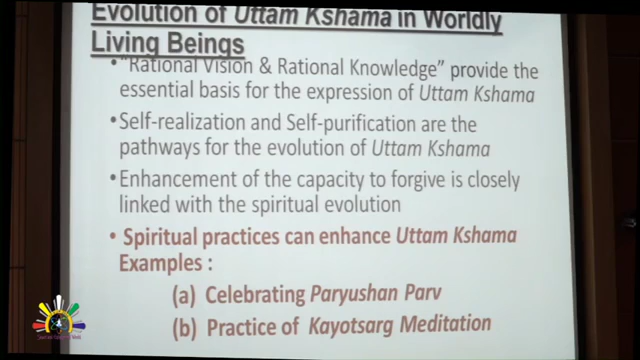 Evolution of Uttam Kshama in Worldly
Living Beings
• "Rational Vision & Rational Knowledge" provide the
essential basis for the expression of Uttam Kshama
• Self-realization and Self-purification are the
pathways for the evolution of Uttam Kshama
• Enhancement of the capacity to forgive is closely
linked with the spiritual evolution
• Spiritual practices can enhance Uttam Kshama
Examples :
(a) Celebrating Paryushan Parv
(b) Practice of Kayotsarg Meditation